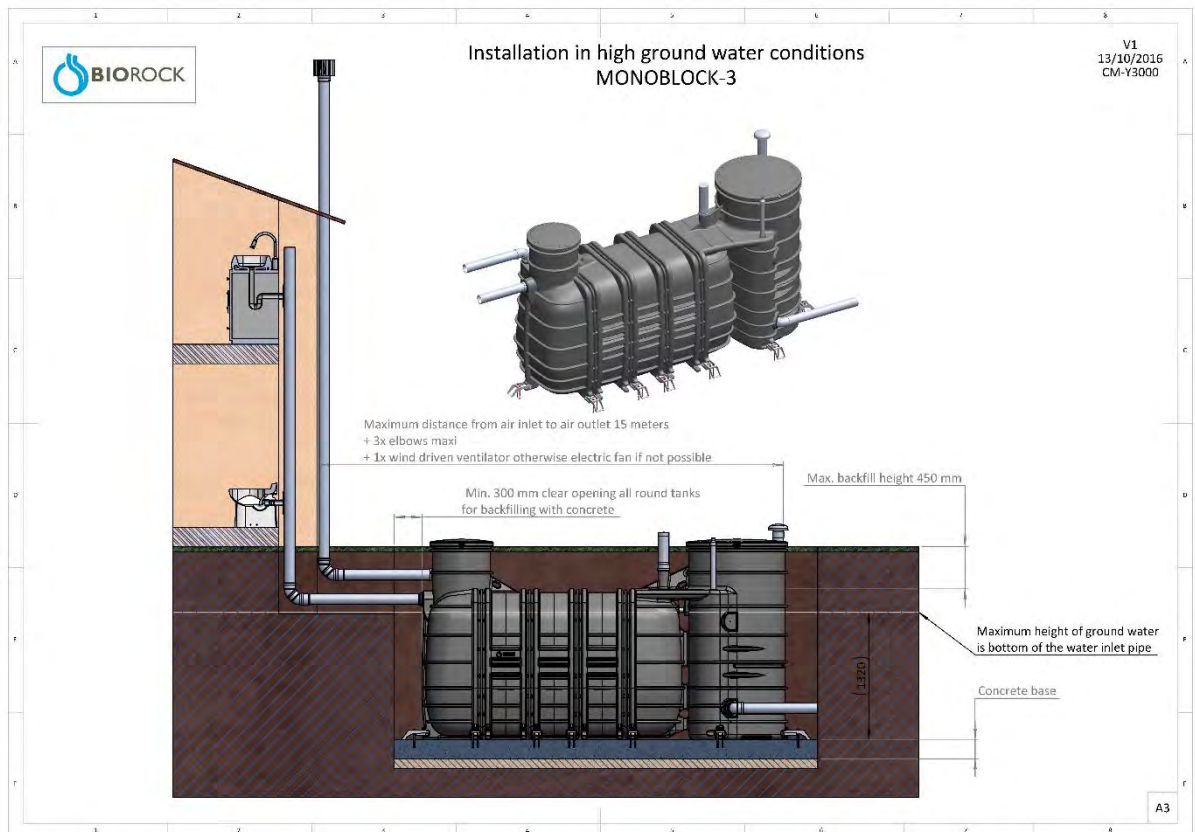 BIOROCK
Installation in high ground water conditions
MONOBLOCK-3
V1
13/10/2016
CM-Y3000
Maximum distance from air inlet to air outlet 15 meters
+ 3x elbows maxi
+ 1x wind driven ventilator otherwise electric fan if not possible
Max. backfill height 450 mm
Min. 300 mm clear opening all round tanks
for backfilling with concrete
Maximum height of ground water
is bottom of the water inlet pipe
(1320)
Concrete base
A3